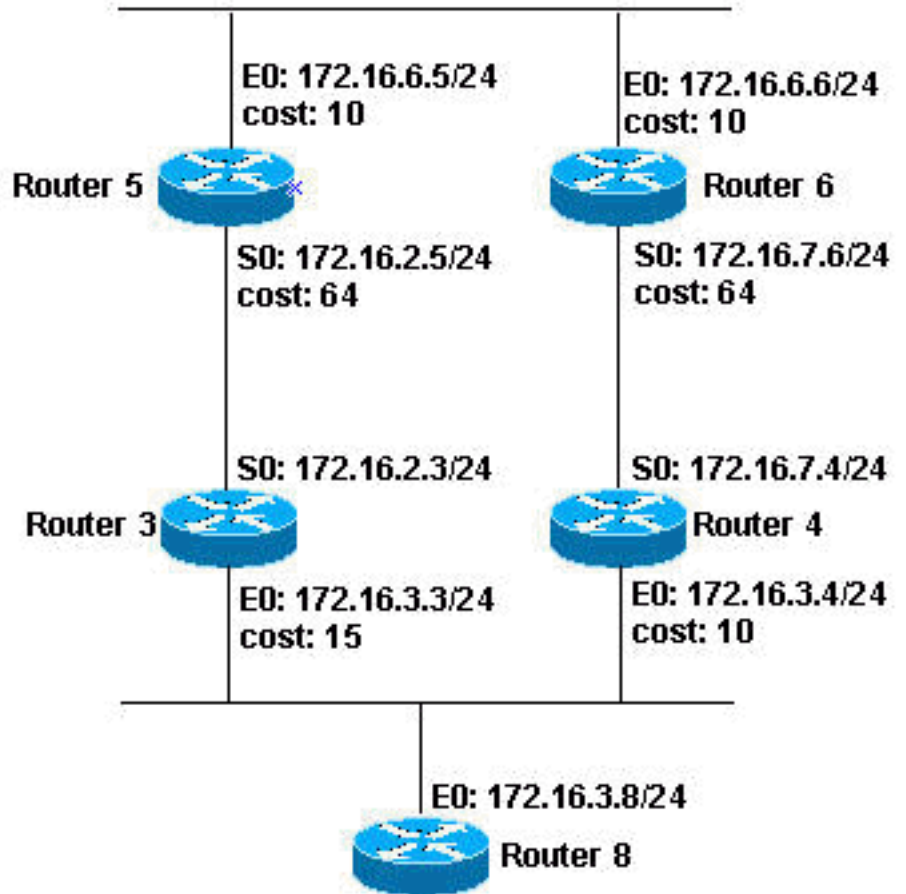 E0: 172.16.6.5/24
cost: 10
E0: 172.16.6.6/24
cost: 10
Router 5
Router 6
S0: 172.16.2.5/24
cost: 64
S0: 172.16.7.6/24
cost: 64
S0: 172.16.2.3/24
S0: 172.16.7.4/24
Router 3
Router 4
E0: 172.16.3.3/24
cost: 15
E0: 172.16.3.4/24
cost: 10
E0: 172.16.3.8/24
Router 8